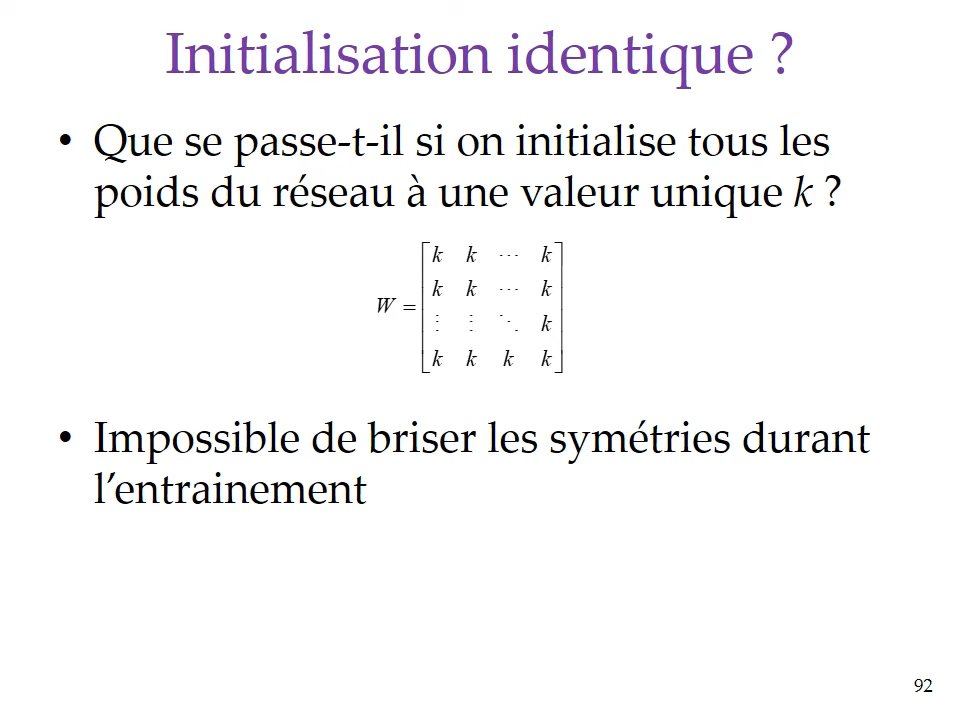 Initialisation identique ?
• Que se passe-t-il si on initialise tous les
poids du réseau à une valeur unique k ?
W = [ k k ⋯ k
k k ⋯ k
⋮ ⋮ ⋱ k
k k k k ]
• Impossible de briser les symétries durant
l’entrainement
92